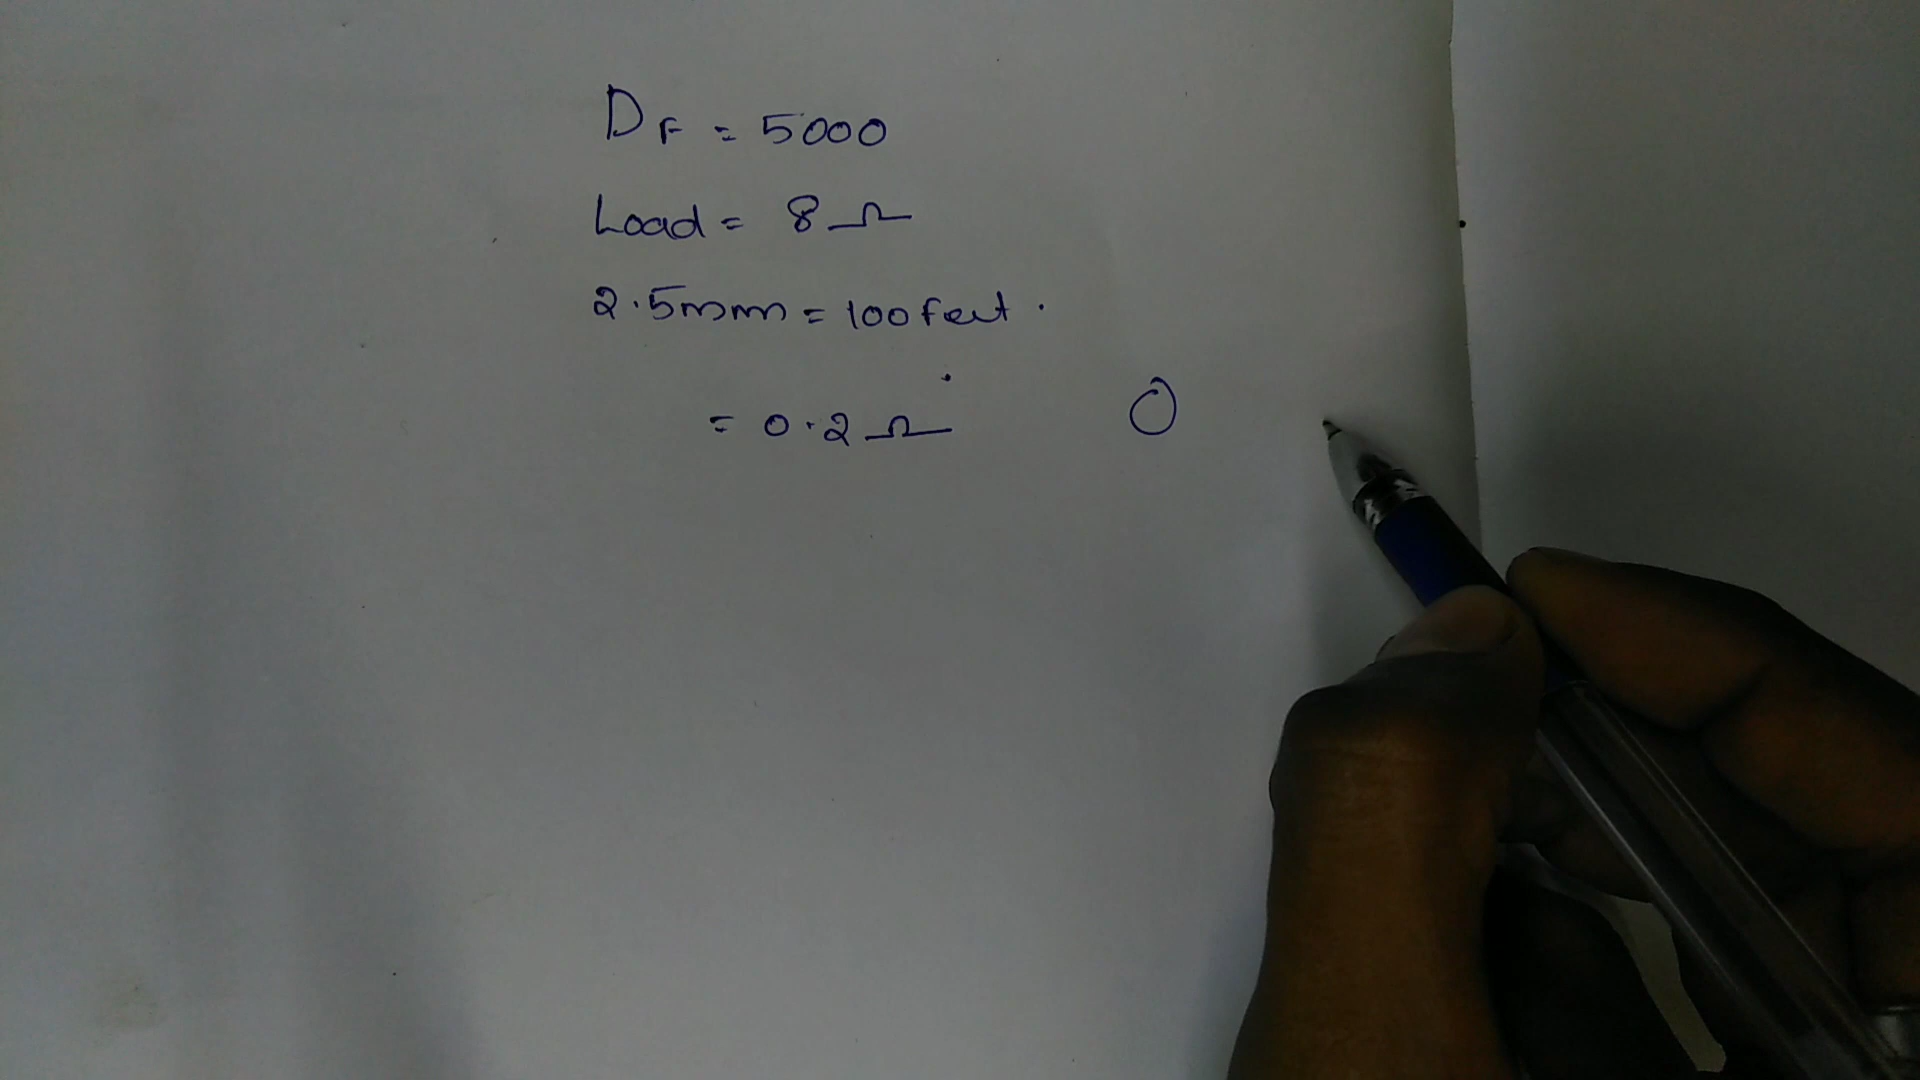 DF = 5000
Load = 8Ω
2.5mm = 100 feet.
= 0.2Ω O